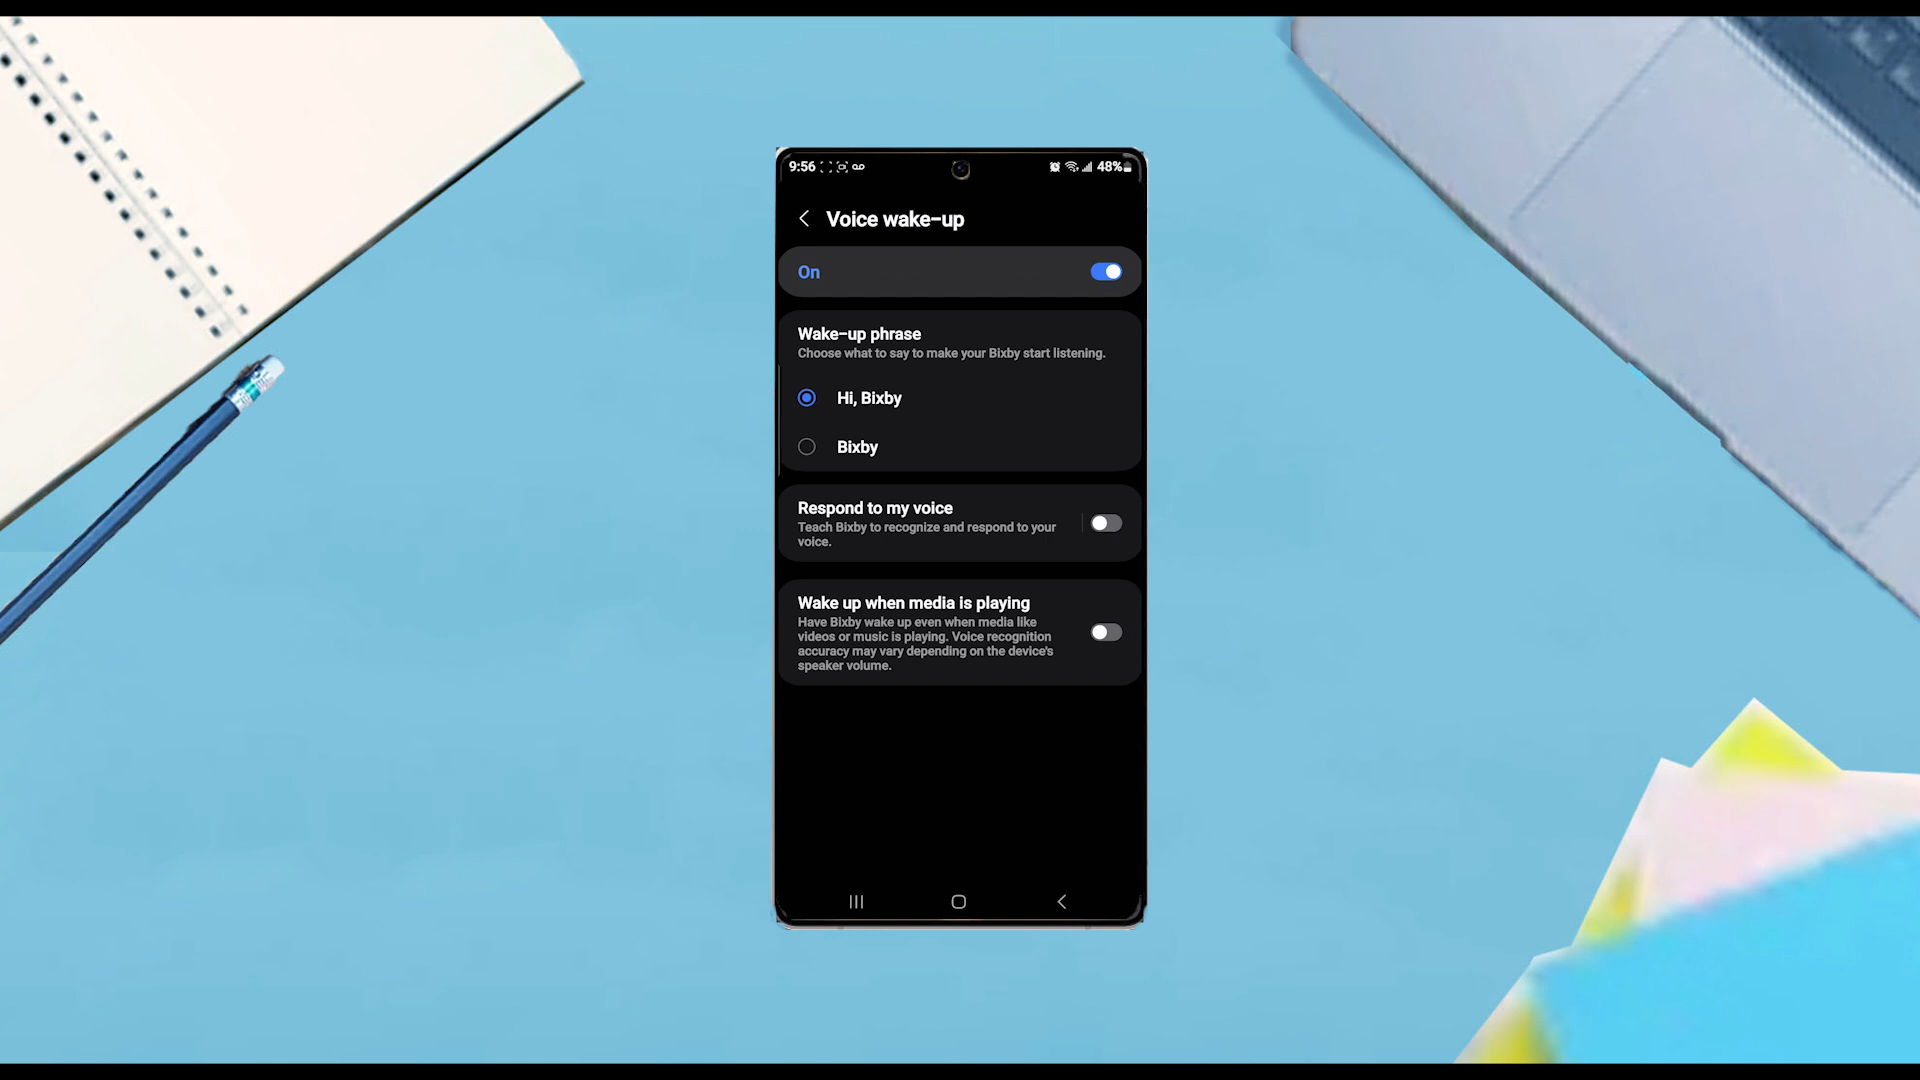 9:56
48%
Voice wake-up
On
Wake-up phrase
Choose what to say to make your Bixby start listening.
Hi, Bixby
Bixby
Respond to my voice
Teach Bixby to recognize and respond to your
voice.
Wake up when media is playing
Have Bixby wake up even when media like
videos or music is playing. Voice recognition
accuracy may vary depending on the device's
speaker volume.